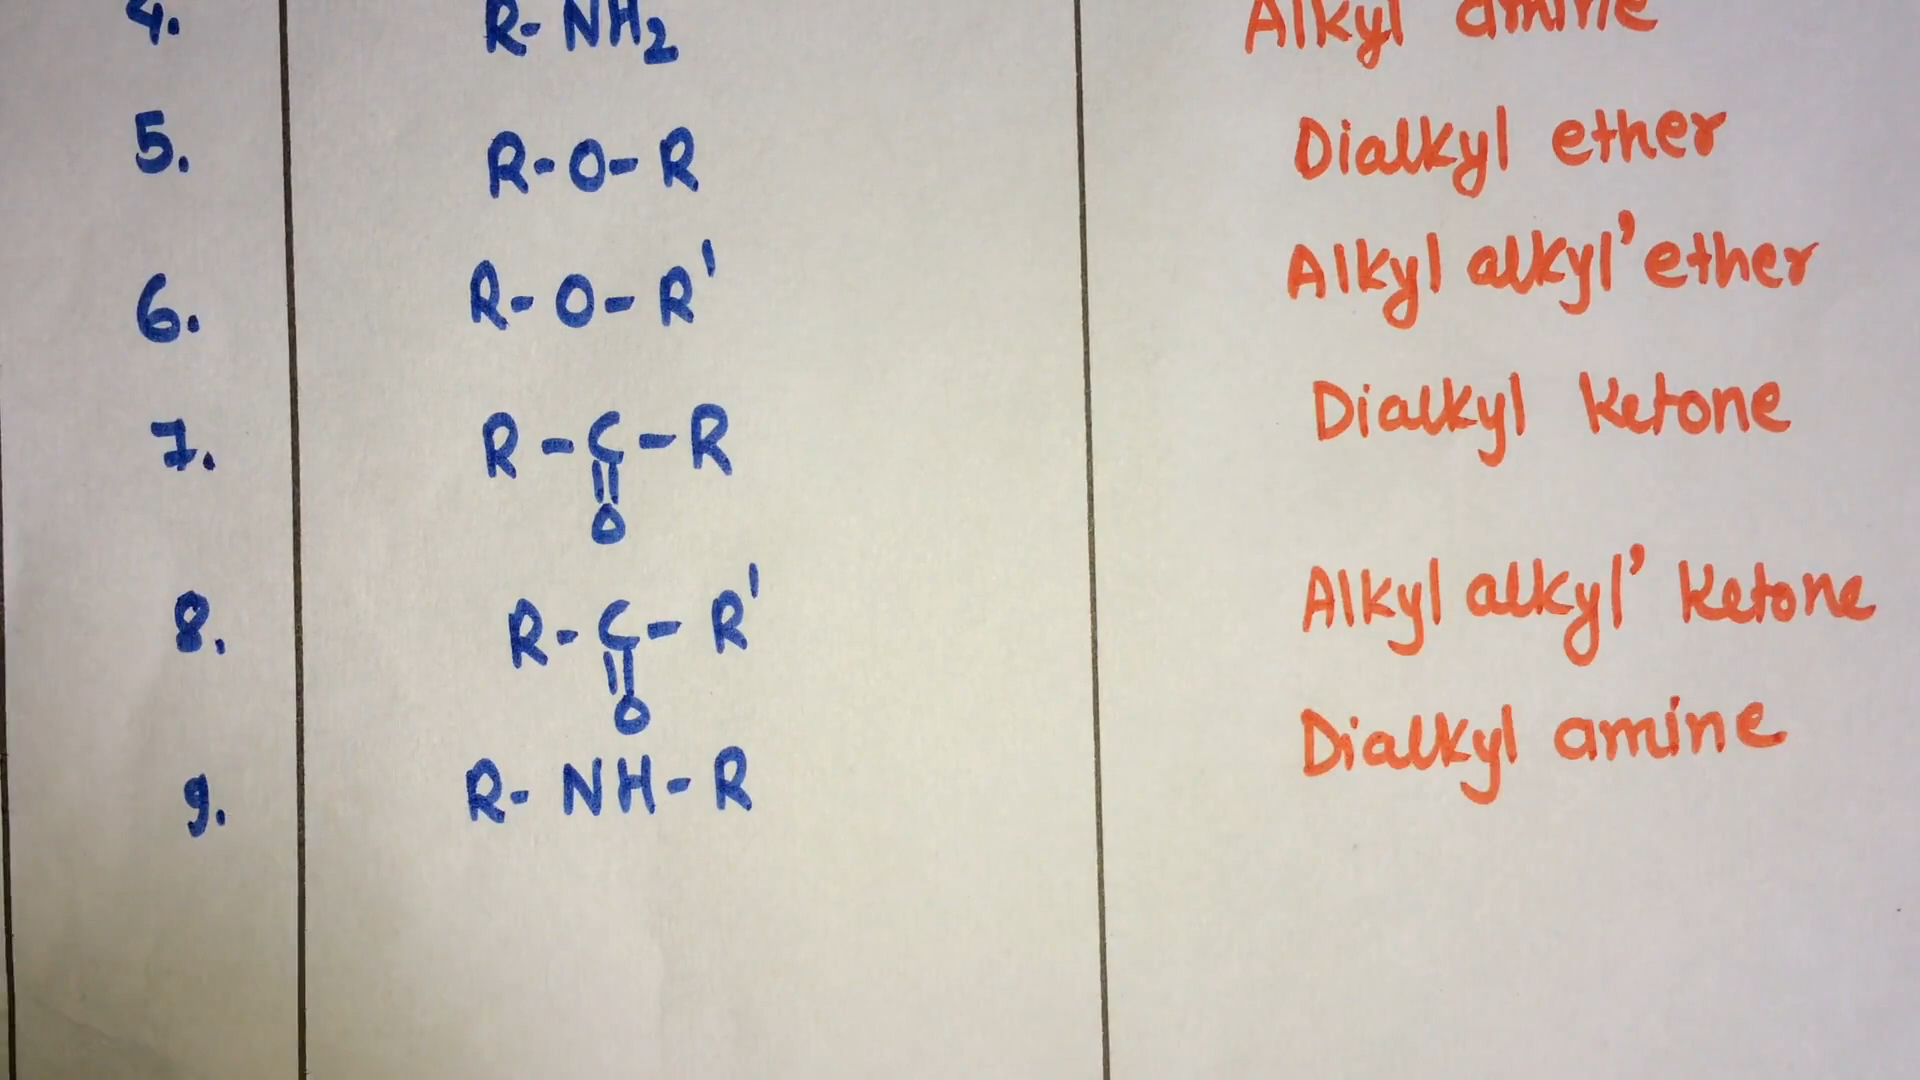 4. R-NH₂ Alkyl amine
5. R-O-R Dialkyl ether
6. R-O-R' Alkyl alkyl' ether
7. R-C-R Dialkyl Ketone
||
O
8. R-C-R' Alkyl alkyl' Ketone
||
O
9. R-NH-R Dialkyl amine